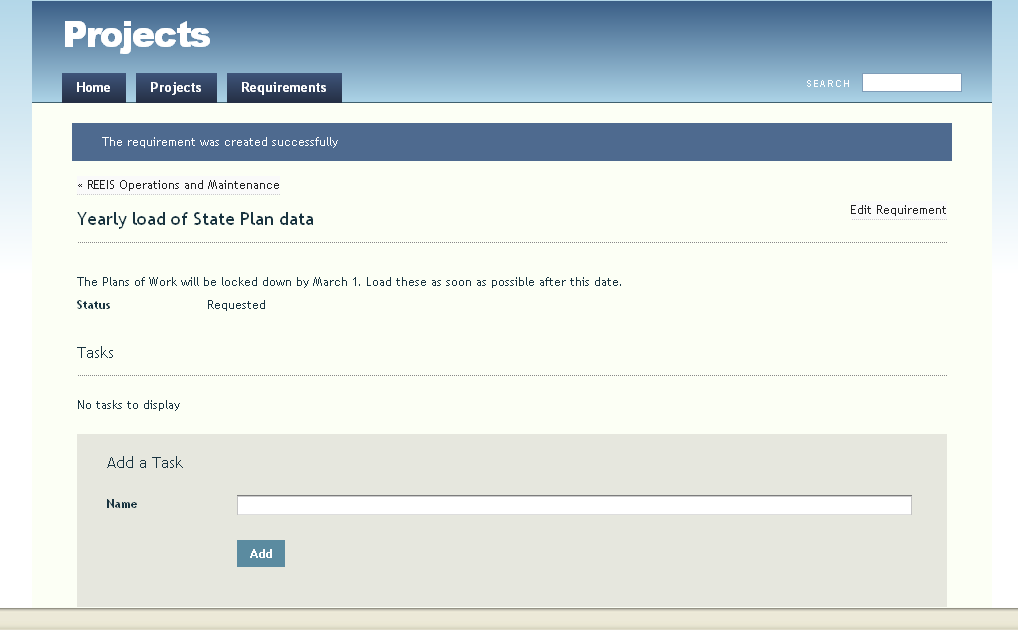 Projects
Home
Projects
Requirements
SEARCH
The requirement was created successfully
« REEIS Operations and Maintenance
Edit Requirement
Yearly load of State Plan data
The Plans of Work will be locked down by March 1. Load these as soon as possible after this date.
Status Requested
Tasks
No tasks to display
Add a Task
Name
Add